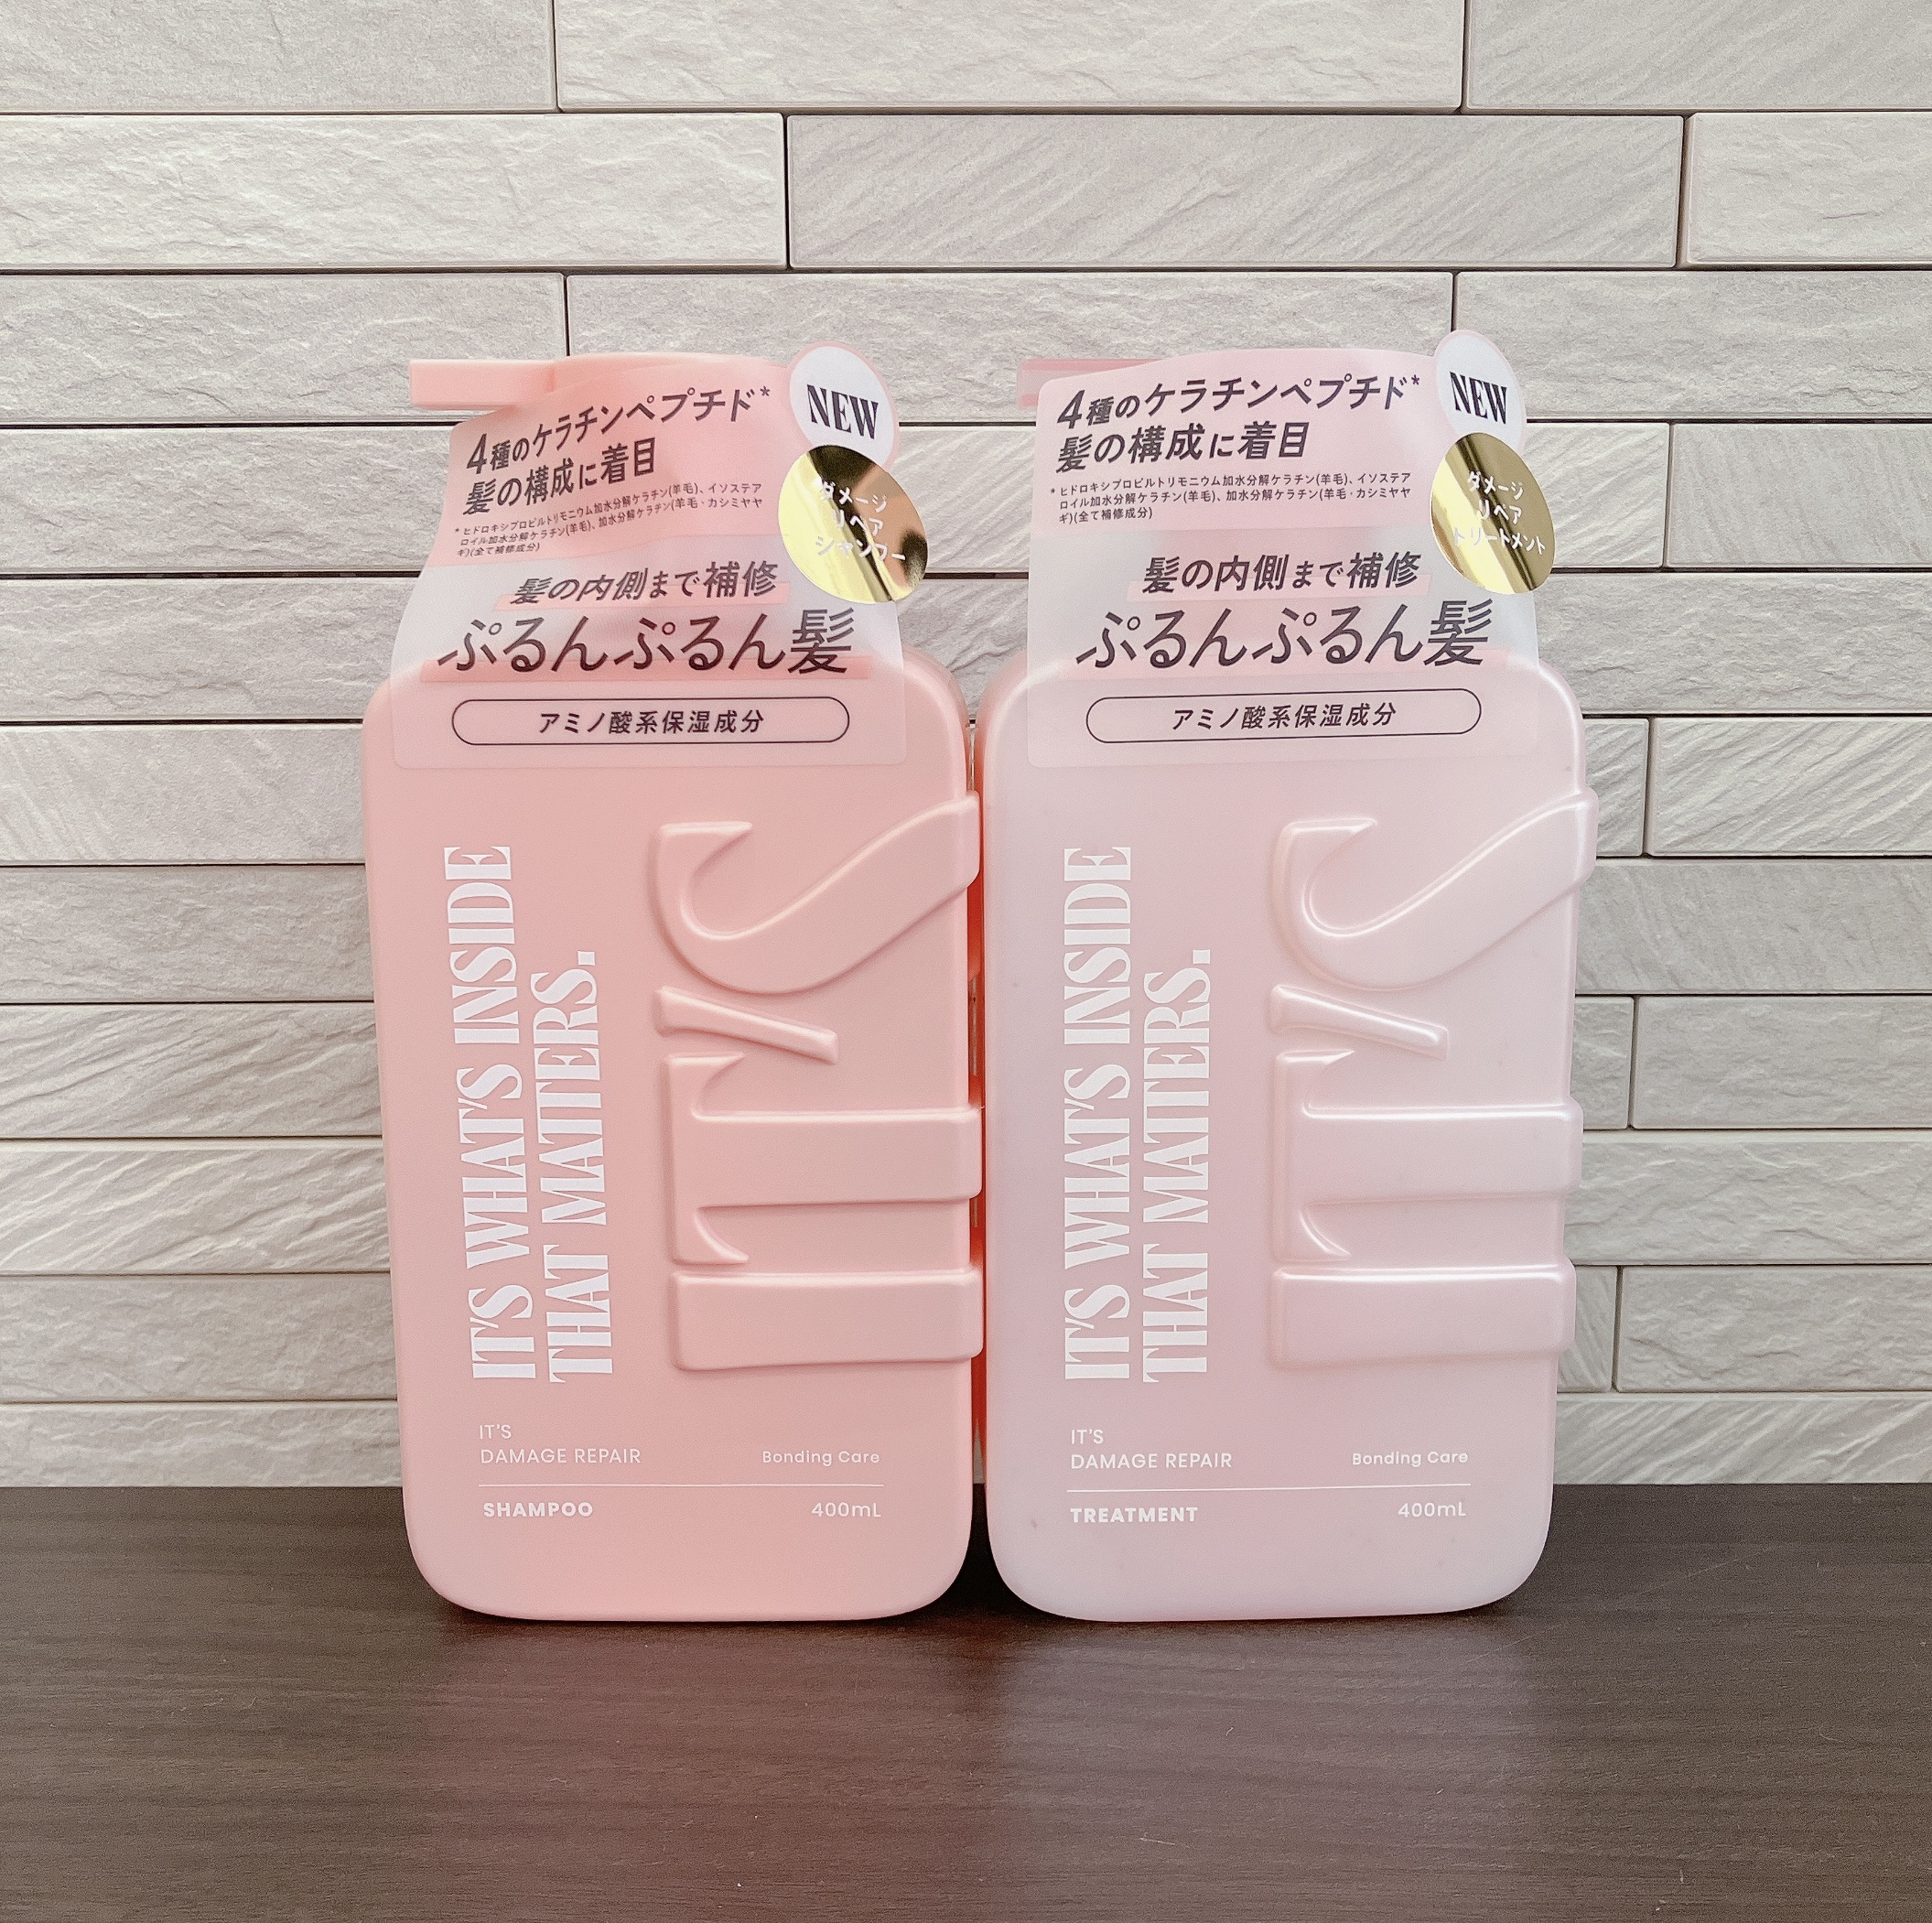 4種のケラチンペプチド*
髪の構成に着目
* ヒドロキシプロピルトリモニウム加水分解ケラチン(羊毛)、イソステア
ロイル加水分解ケラチン(羊毛)、加水分解ケラチン(羊毛・カシミヤヤ
ギ)(全て補修成分)
NEW
ダメージ
リペア
シャンプー
髪の内側まで補修
ぷるんぷるん髪
アミノ酸系保湿成分
IT'S WHAT'S INSIDE
THAT MATTERS.
IT'S
IT'S
DAMAGE REPAIR
Bonding Care
SHAMPOO
400mL
4種のケラチンペプチド*
髪の構成に着目
* ヒドロキシプロピルトリモニウム加水分解ケラチン(羊毛)、イソステア
ロイル加水分解ケラチン(羊毛)、加水分解ケラチン(羊毛・カシミヤヤ
ギ)(全て補修成分)
NEW
ダメージ
リペア
トリートメント
髪の内側まで補修
ぷるんぷるん髪
アミノ酸系保湿成分
IT'S WHAT'S INSIDE
THAT MATTERS.
IT'S
IT'S
DAMAGE REPAIR
Bonding Care
TREATMENT
400mL